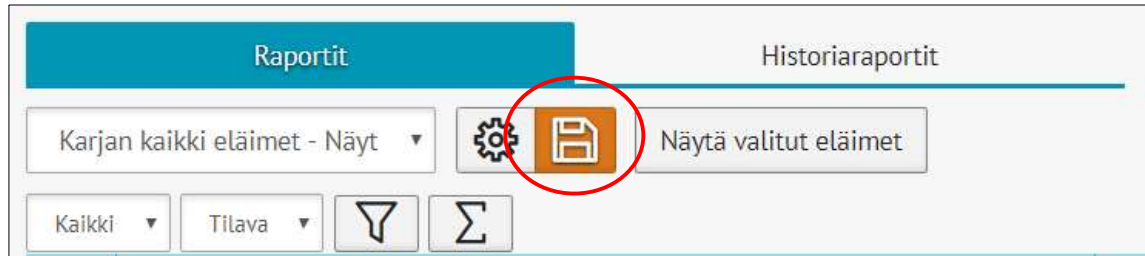 Raportit Historiaraportit
Karjan kaikki eläimet - Näyt Näytä valitut eläimet
Kaikki Tilava Σ